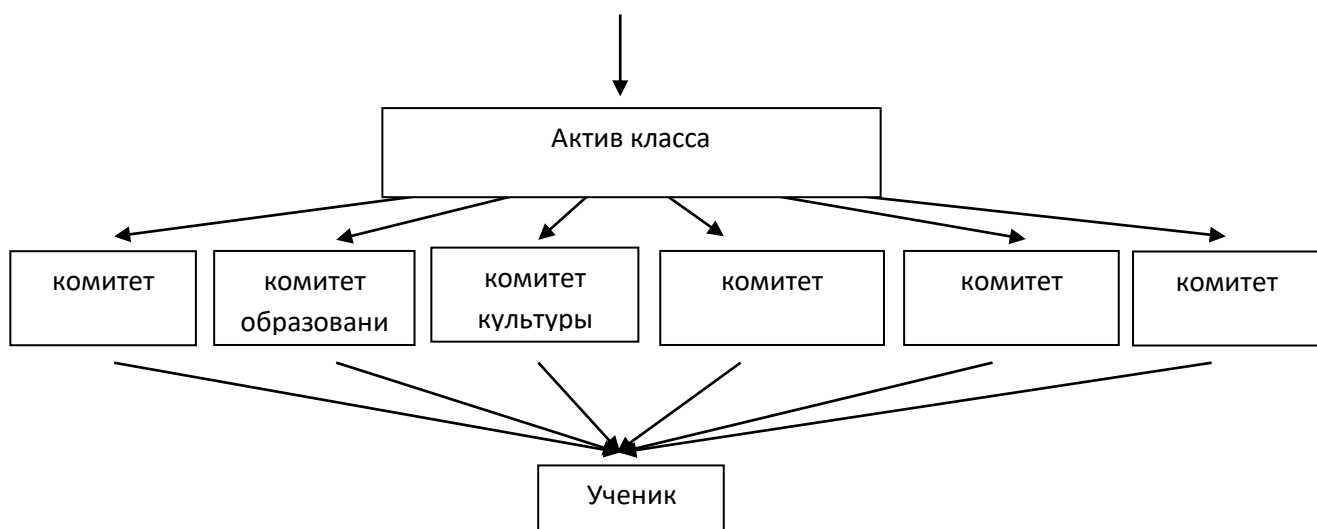 Актив класса
комитет
комитет
образовани
комитет
культуры
комитет
комитет
комитет
Ученик